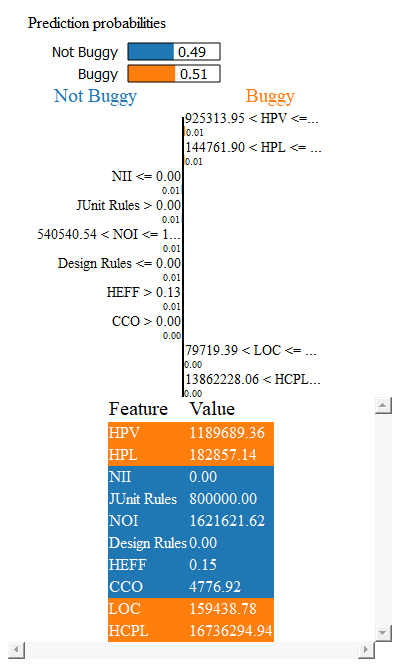 Prediction probabilities
Not Buggy 0.49
Buggy 0.51
Not Buggy Buggy
925313.95 < HPV <=...
0.01
144761.90 < HPL <= ...
0.01
NII <= 0.00
0.01
JUnit Rules > 0.00
0.01
540540.54 < NOI <= 1...
0.01
Design Rules <= 0.00
0.01
HEFF > 0.13
0.01
CCO > 0.00
0.00
79719.39 < LOC <= ...
0.00
13862228.06 < HCPL...
0.00
Feature Value
HPV 1189689.36
HPL 182857.14
NII 0.00
JUnit Rules 800000.00
NOI 1621621.62
Design Rules 0.00
HEFF 0.15
CCO 4776.92
LOC 159438.78
HCPL 16736294.94